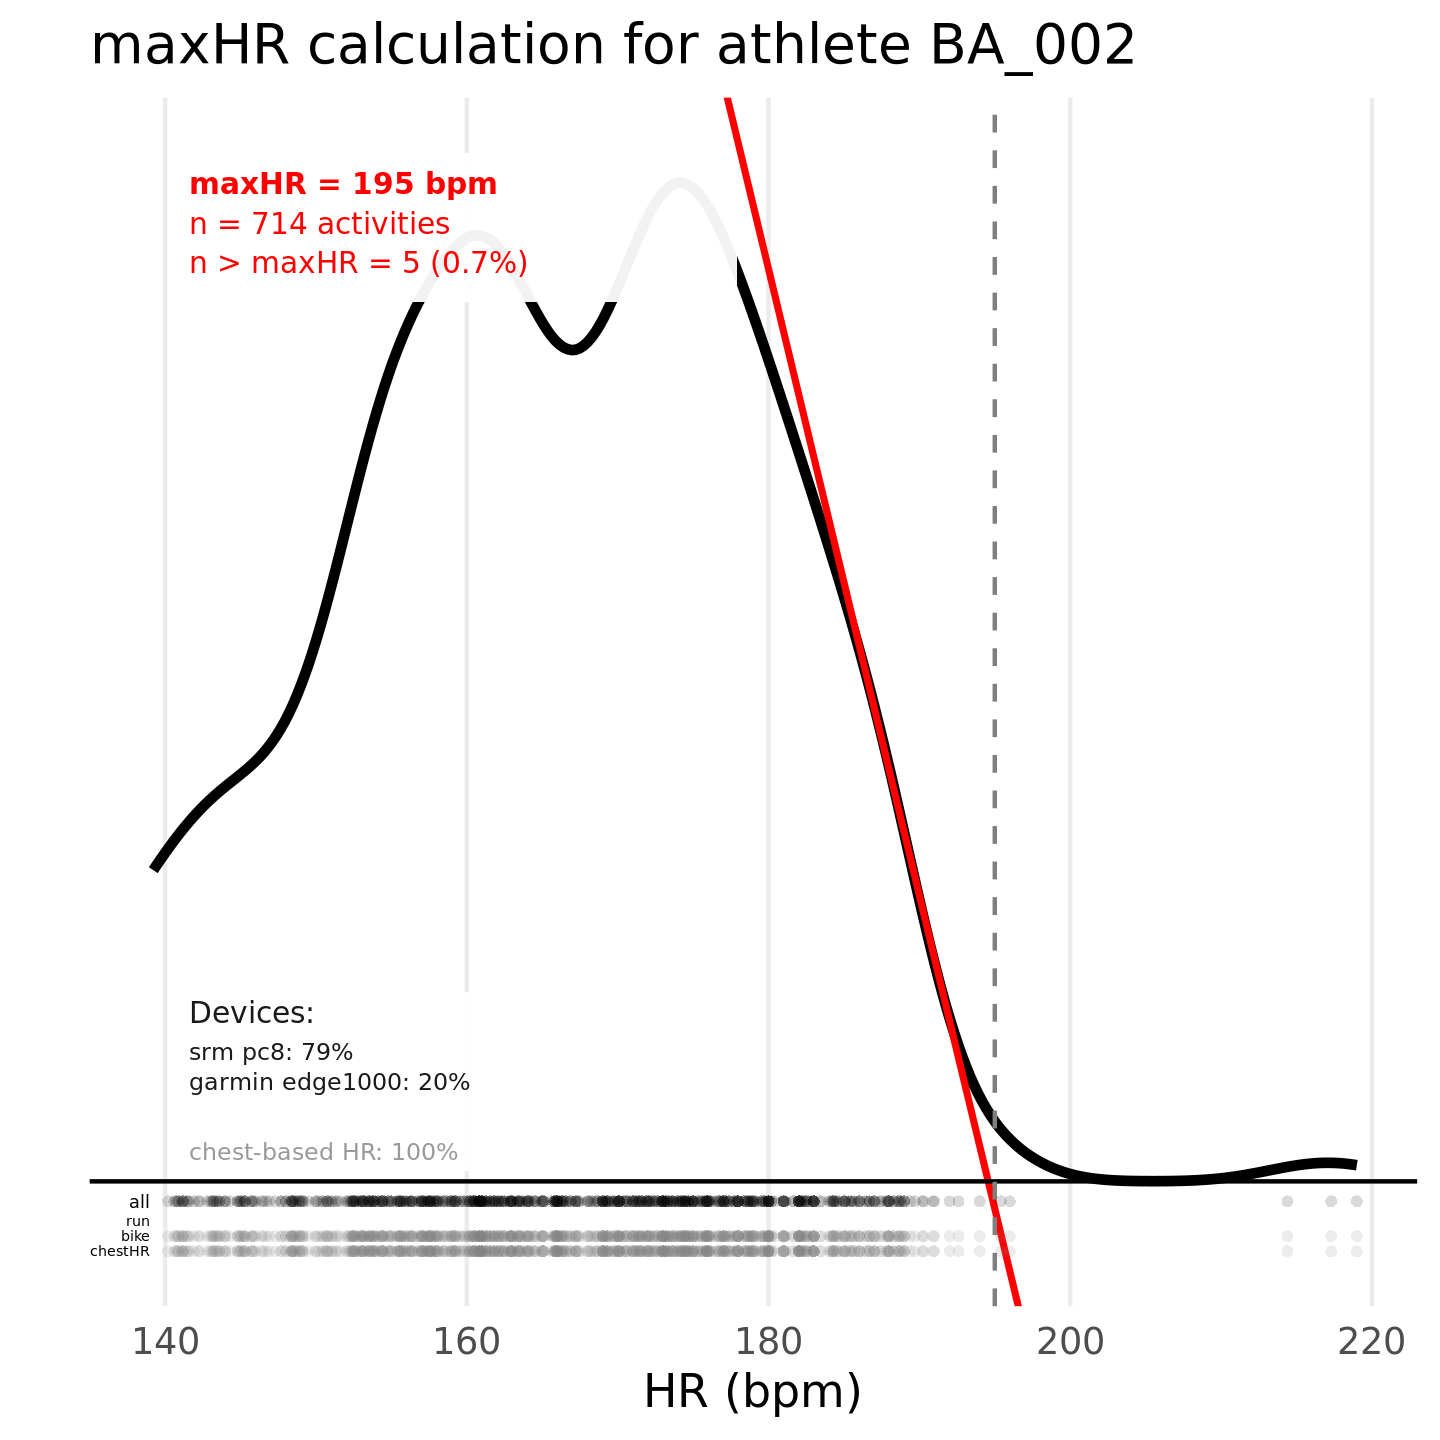 maxHR calculation for athlete BA_002
maxHR = 195 bpm
n = 714 activities
n > maxHR = 5 (0.7%)
Devices:
srm pc8: 79%
garmin edge1000: 20%
chest-based HR: 100%
all
run
bike
chestHR
140 160 180 200 220
HR (bpm)